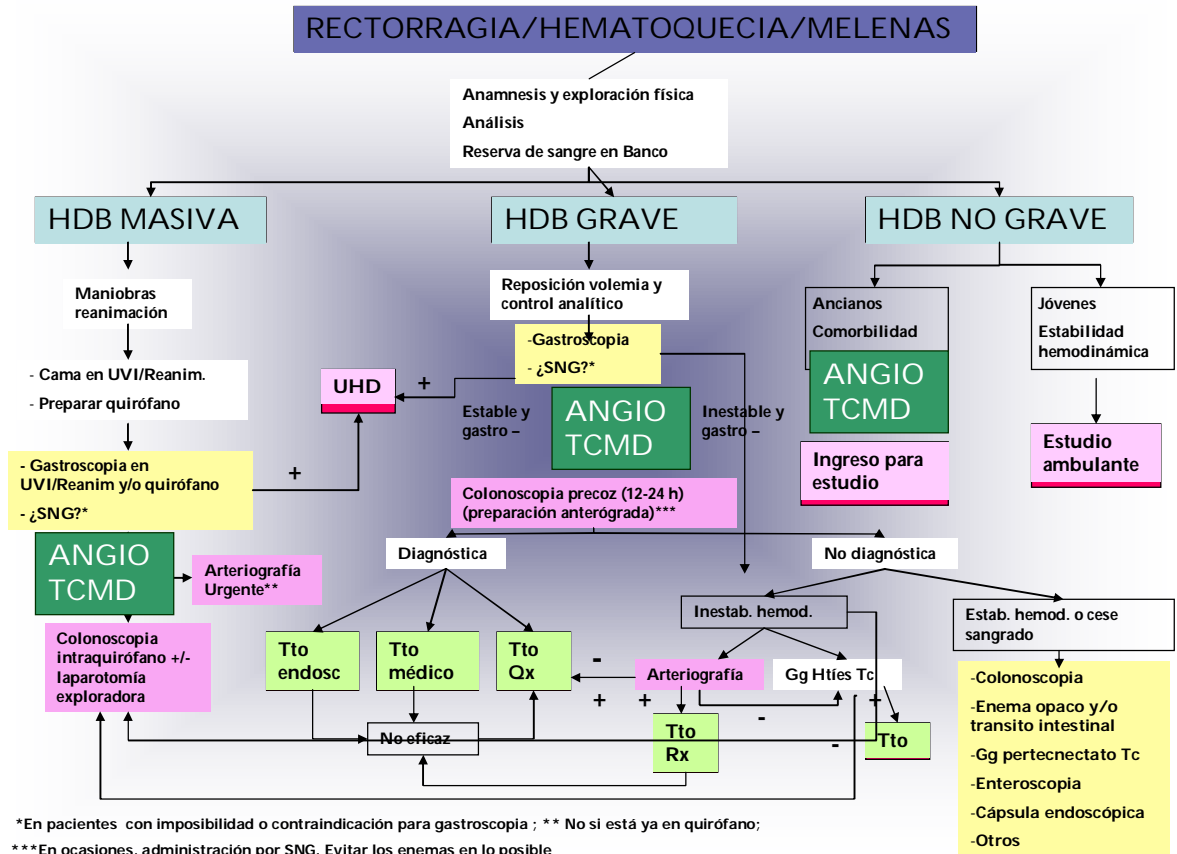 RECTORRAGIA/HEMATOQUECIA/MELENAS
Anamnesis y exploración física
Análisis
Reserva de sangre en Banco
HDB MASIVA
HDB GRAVE
HDB NO GRAVE
Maniobras
reanimación
- Cama en UVI/Reanim.
- Preparar quirófano
- Gastroscopia en
UVI/Reanim y/o quirófano
- ¿SNG?*
+
UHD
+
ANGIO
TCMD
Arteriografía
Urgente**
Colonoscopia
intraquirófano +/-
laparotomía
exploradora
Reposición volemia y
control analítico
-Gastroscopia
- ¿SNG?*
Estable y
gastro –
ANGIO
TCMD
Inestable y
gastro –
Colonoscopia precoz (12-24 h)
(preparación anterógrada)***
Diagnóstica
No diagnóstica
Tto
endosc
Tto
médico
Tto
Qx
No eficaz
Inestab. hemod.
-
Arteriografía
Gg Htíes Tc
+ + - +
Tto
Rx
-
Tto
Estab. hemod. o cese
sangrado
-Colonoscopia
-Enema opaco y/o
transito intestinal
-Gg pertecnectato Tc
-Enteroscopia
-Cápsula endoscópica
-Otros
Ancianos
Comorbilidad
ANGIO
TCMD
Ingreso para
estudio
Jóvenes
Estabilidad
hemodinámica
Estudio
ambulante
*En pacientes con imposibilidad o contraindicación para gastroscopia ; ** No si está ya en quirófano;
***En ocasiones, administración por SNG. Evitar los enemas en lo posible